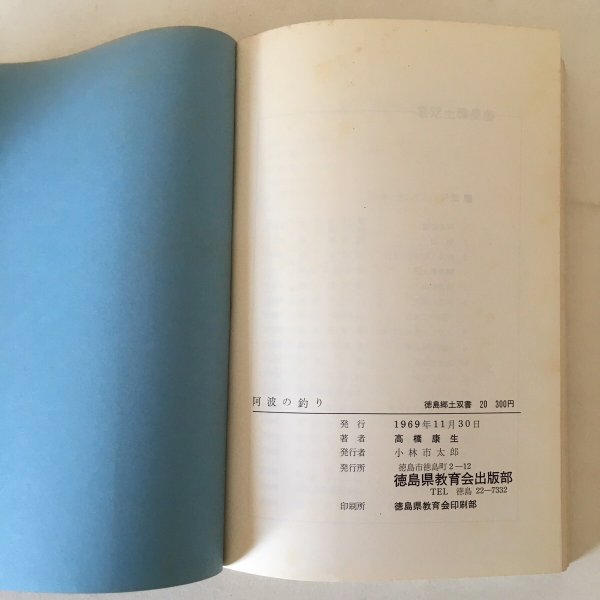 阿波の釣り 徳島郷土双書 20 300円
発行 1969年11月30日
著者 高橋康生
発行者 小林市太郎
発行所 徳島市徳島町2―12
徳島県教育会出版部
TEL 徳島 22―7332
印刷所 徳島県教育会印刷部